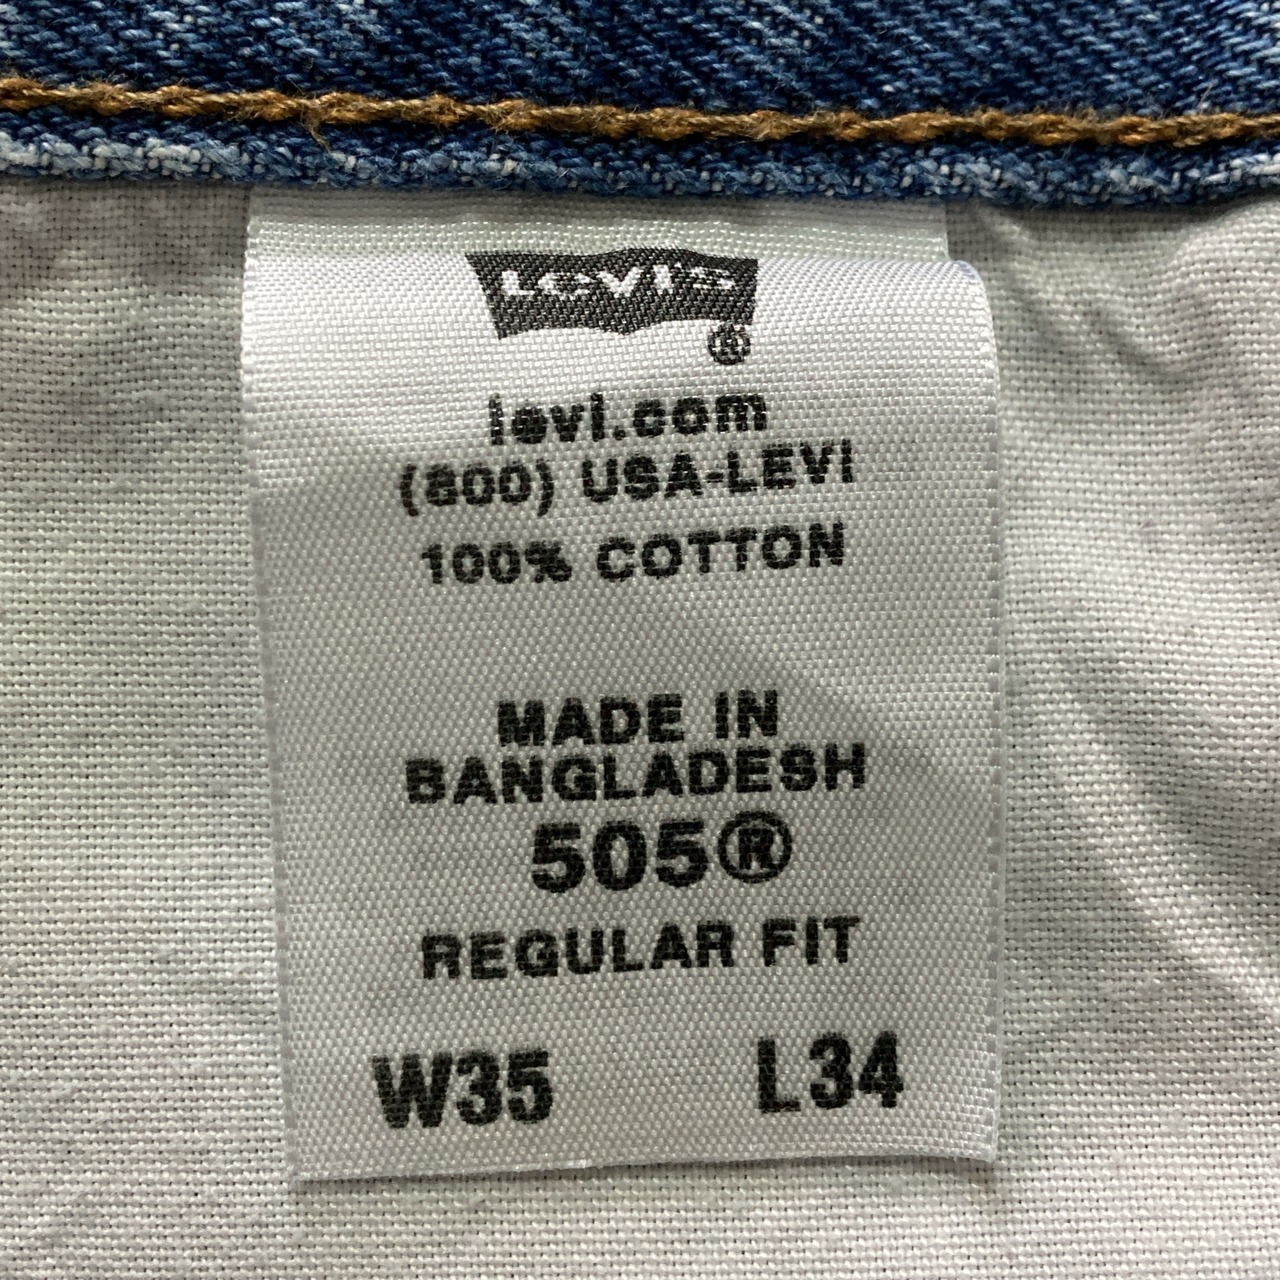 Levi's
®
levi.com
(800) USA-LEVI
100% COTTON
MADE IN
BANGLADESH
505®
REGULAR FIT
W35 L34